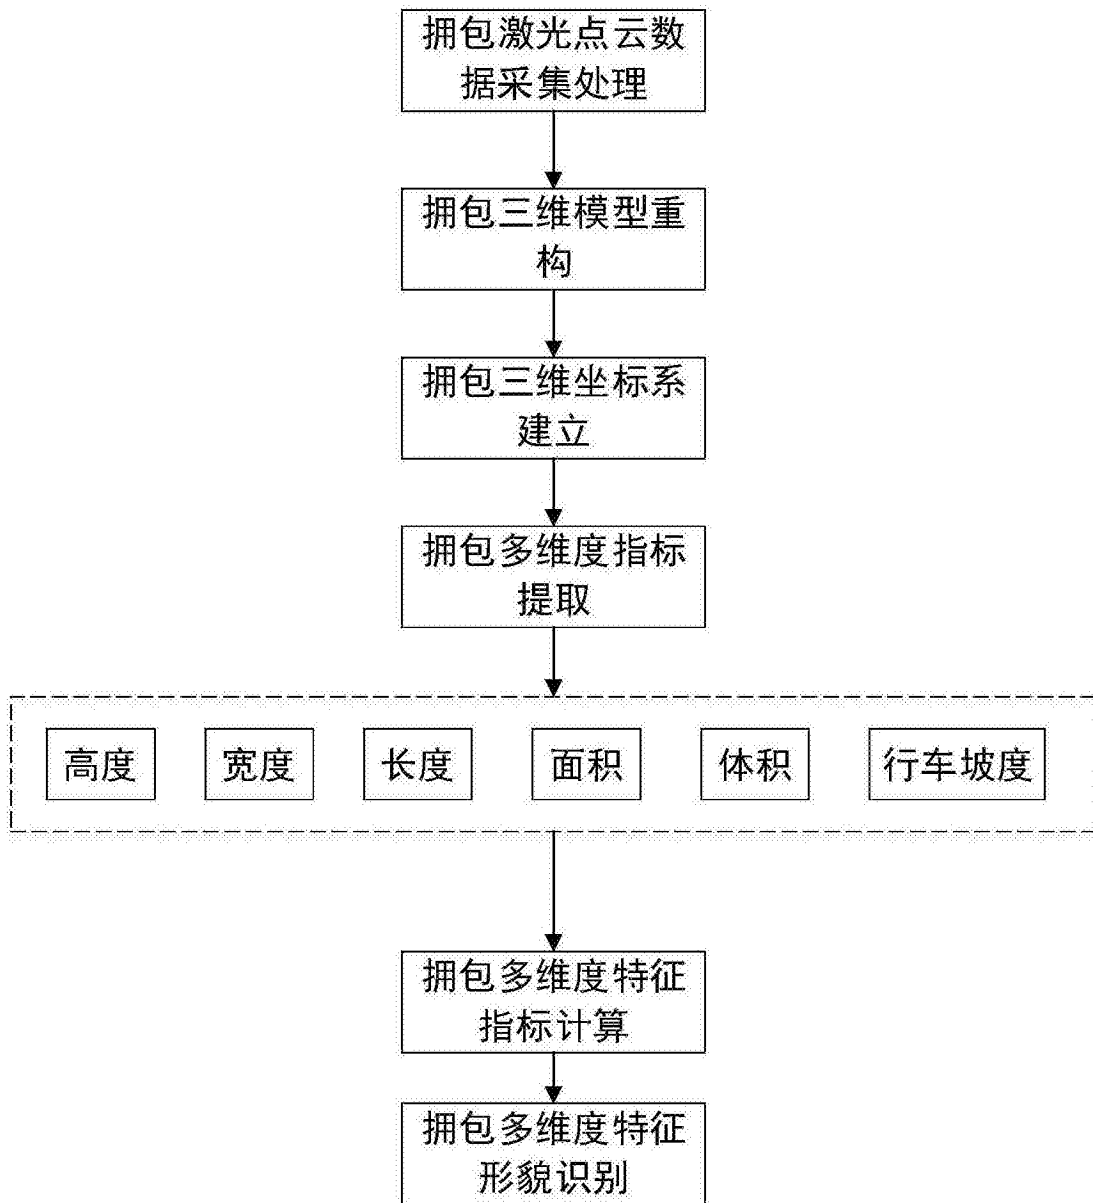 拥包激光点云数
据采集处理
拥包三维模型重
构
拥包三维坐标系
建立
拥包多维度指标
提取
高度 宽度 长度 面积 体积 行车坡度
拥包多维度特征
指标计算
拥包多维度特征
形貌识别